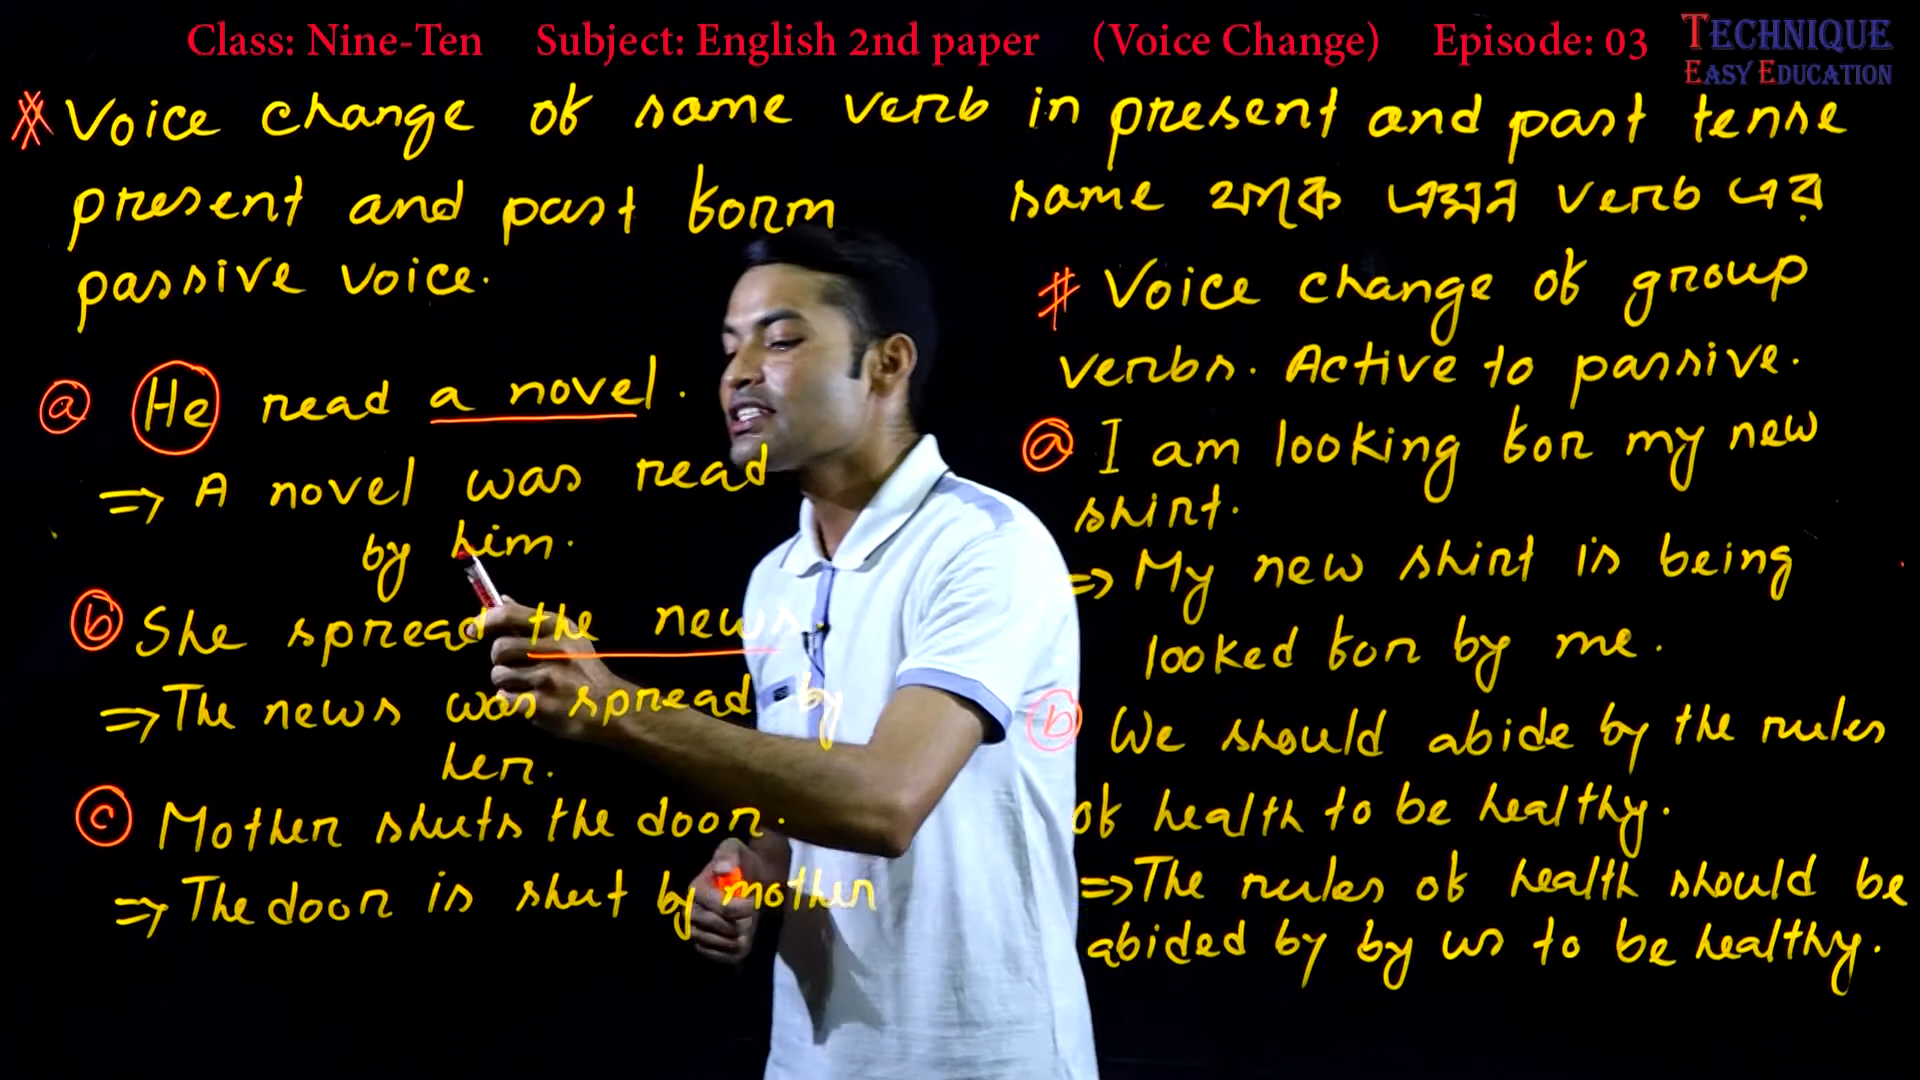 Class: Nine-Ten Subject: English 2nd paper (Voice Change) Episode: 03
TECHNIQUE
EASY EDUCATION
Voice change of same verb in present and past tense
present and past form same থাকে এমন verb এর
passive voice.
ⓐ He read a novel.
⇒ A novel was read
by him.
ⓑ She spread the news
⇒ The news was spread by
her.
ⓒ Mother shuts the door.
⇒ The door is shut by mother
# Voice change of group
verbs. Active to passive.
ⓐ I am looking for my new
shirt.
⇒ My new shirt is being
looked for by me.
ⓑ We should abide by the rules
of health to be healthy.
⇒ The rules of health should be
abided by by us to be healthy.